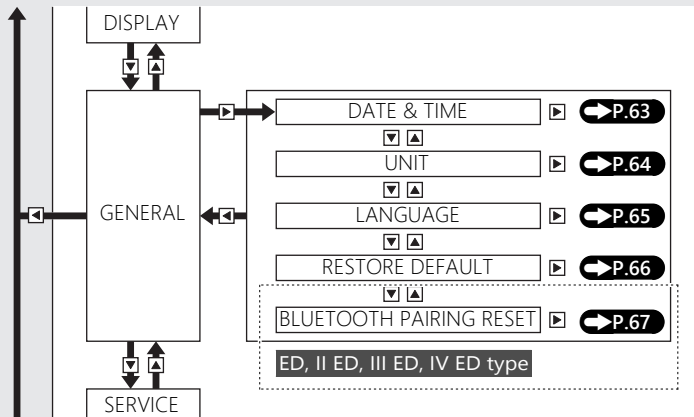 DISPLAY
DATE & TIME P.63
UNIT P.64
GENERAL
LANGUAGE P.65
RESTORE DEFAULT P.66
BLUETOOTH PAIRING RESET P.67
ED, II ED, III ED, IV ED type
SERVICE